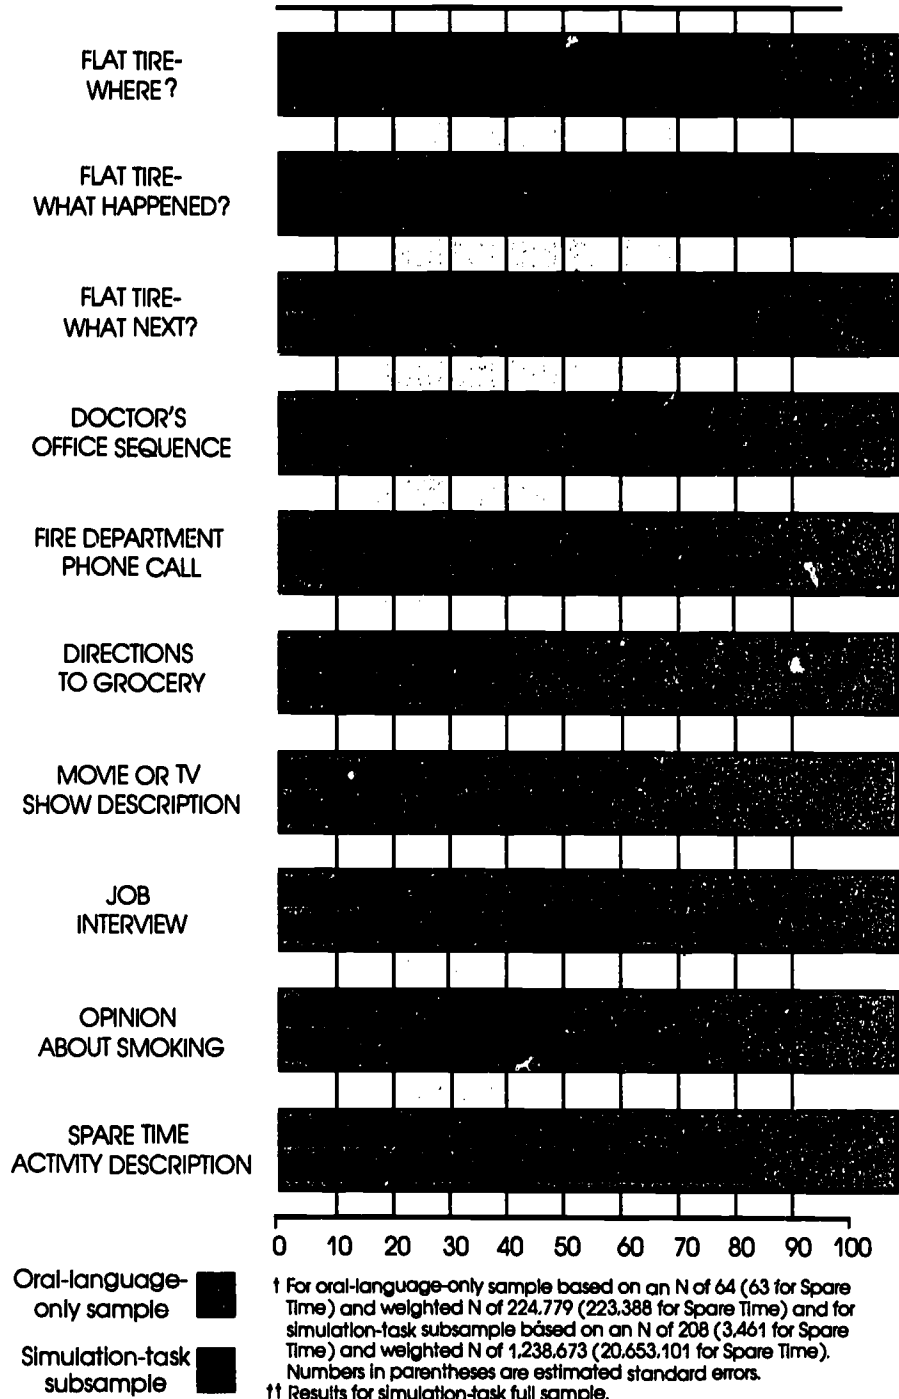 FLAT TIRE-
WHERE?
FLAT TIRE-
WHAT HAPPENED?
FLAT TIRE-
WHAT NEXT?
DOCTOR'S
OFFICE SEQUENCE
FIRE DEPARTMENT
PHONE CALL
DIRECTIONS
TO GROCERY
MOVIE OR TV
SHOW DESCRIPTION
JOB
INTERVIEW
OPINION
ABOUT SMOKING
SPARE TIME
ACTIVITY DESCRIPTION
0 10 20 30 40 50 60 70 80 90 100
Oral-language-
only sample
Simulation-task
subsample
† For oral-language-only sample based on an N of 64 (63 for Spare
Time) and weighted N of 224,779 (223,388 for Spare Time) and for
simulation-task subsample based on an N of 208 (3,461 for Spare
Time) and weighted N of 1,238,673 (20,653,101 for Spare Time).
Numbers in parentheses are estimated standard errors.
†† Results for simulation-task full sample.